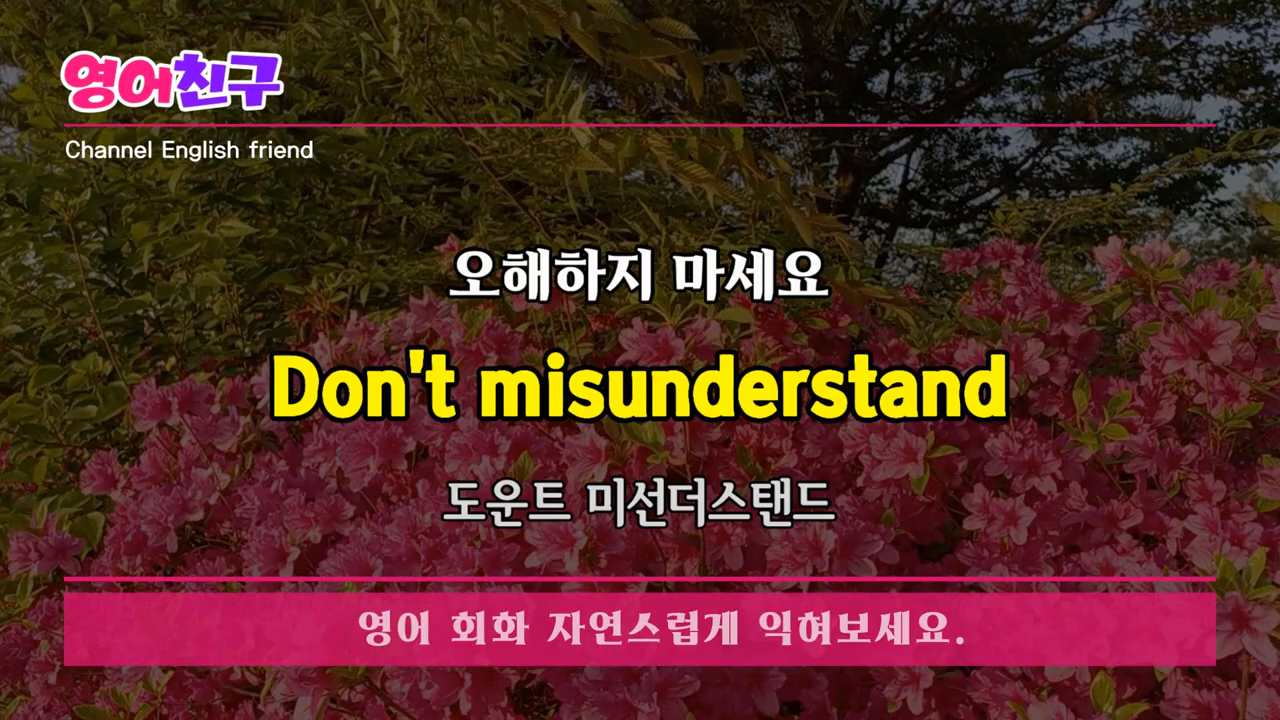 영어친구
Channel English friend
오해하지 마세요
Don't misunderstand
도운트 미선더스탠드
영어 회화 자연스럽게 익혀보세요.